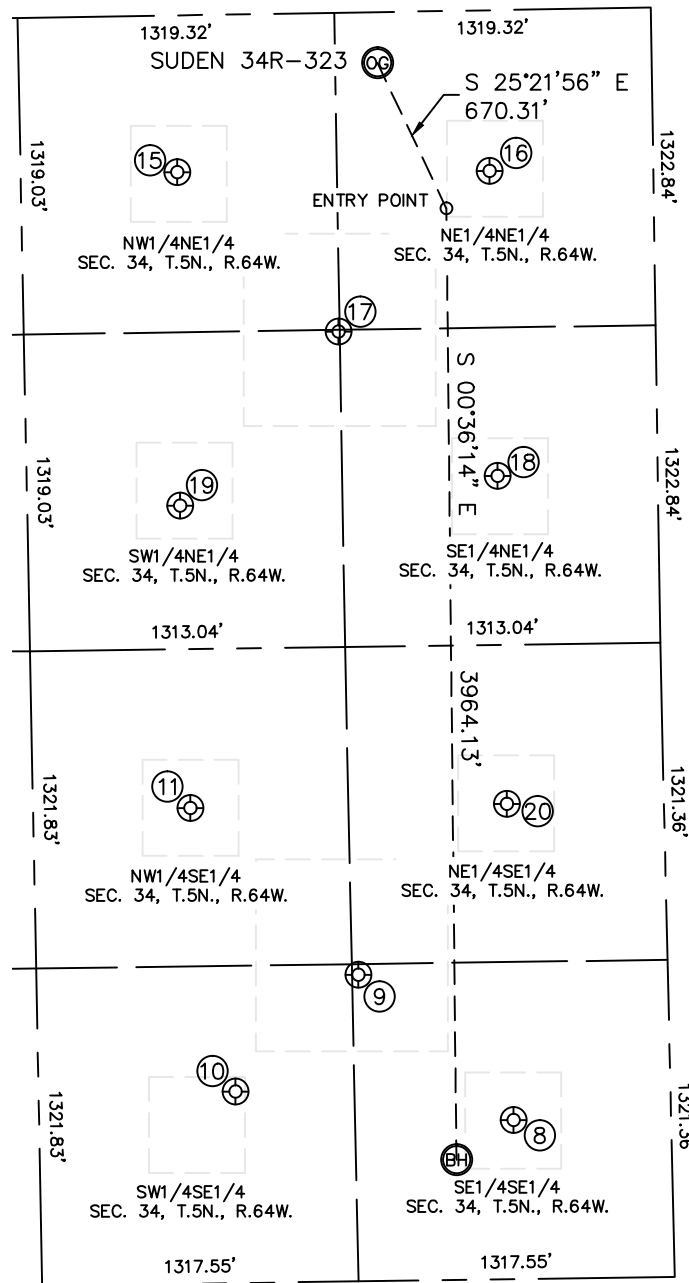 1319.32'
1319.32'
SUDEN 34R-323
OG
S 25°21'56" E
670.31'
1319.03'
15
16
1322.84'
ENTRY POINT
NW1/4NE1/4
SEC. 34, T.5N., R.64W.
NE1/4NE1/4
SEC. 34, T.5N., R.64W.
17
S 00°36'14" E
1319.03'
19
18
1322.84'
SW1/4NE1/4
SEC. 34, T.5N., R.64W.
SE1/4NE1/4
SEC. 34, T.5N., R.64W.
1313.04'
1313.04'
3964.13'
1321.83'
11
20
1321.36'
NW1/4SE1/4
SEC. 34, T.5N., R.64W.
NE1/4SE1/4
SEC. 34, T.5N., R.64W.
9
10
1321.83'
8
1321.36'
BH
SW1/4SE1/4
SEC. 34, T.5N., R.64W.
SE1/4SE1/4
SEC. 34, T.5N., R.64W.
1317.55'
1317.55'